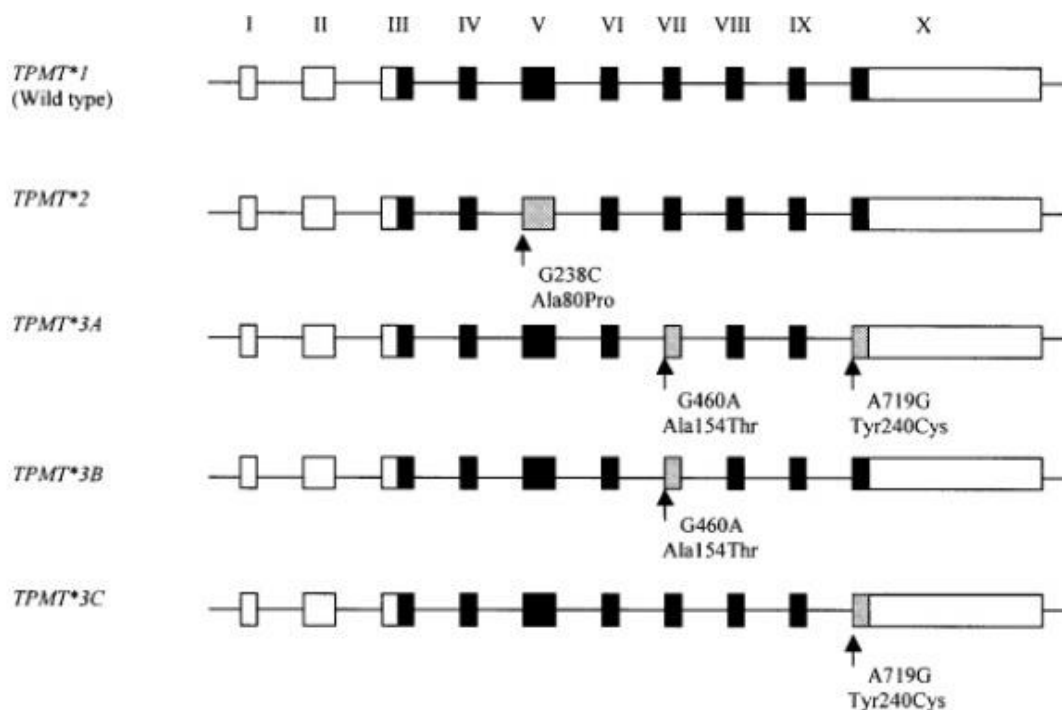 I II III IV V VI VII VIII IX X
TPMT*1
(Wild type)
TPMT*2
G238C
Ala80Pro
TPMT*3A
G460A A719G
Ala154Thr Tyr240Cys
TPMT*3B
G460A
Ala154Thr
TPMT*3C
A719G
Tyr240Cys